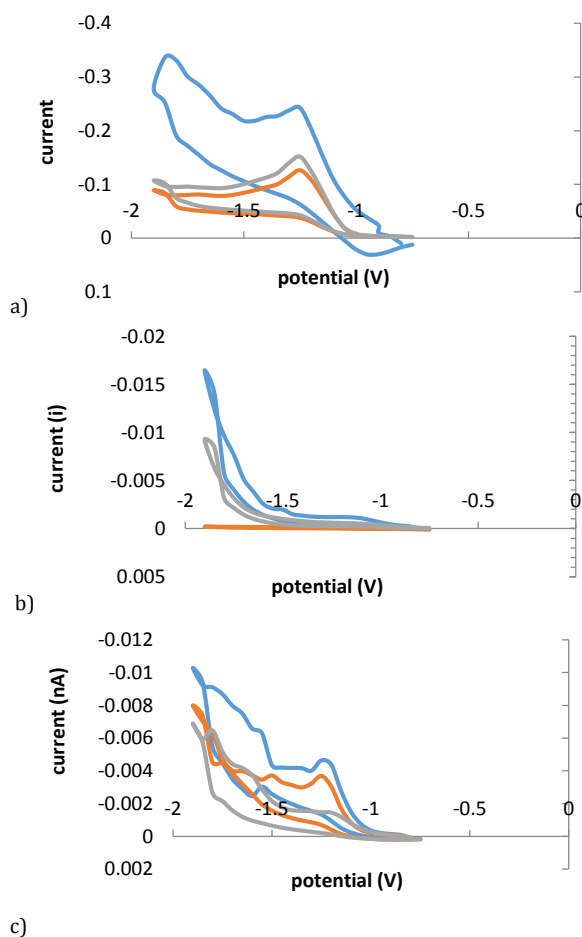 -0.4
-0.3
-0.2
-0.1
0
0.1
current
-2 -1.5 -1 -0.5 0
potential (V)
a)
-0.02
-0.015
-0.01
-0.005
0
0.005
currrent (i)
-2 -1.5 -1 -0.5 0
potential (V)
b)
-0.012
-0.01
-0.008
-0.006
-0.004
-0.002
0
0.002
current (nA)
-2 -1.5 -1 -0.5 0
potential (V)
c)